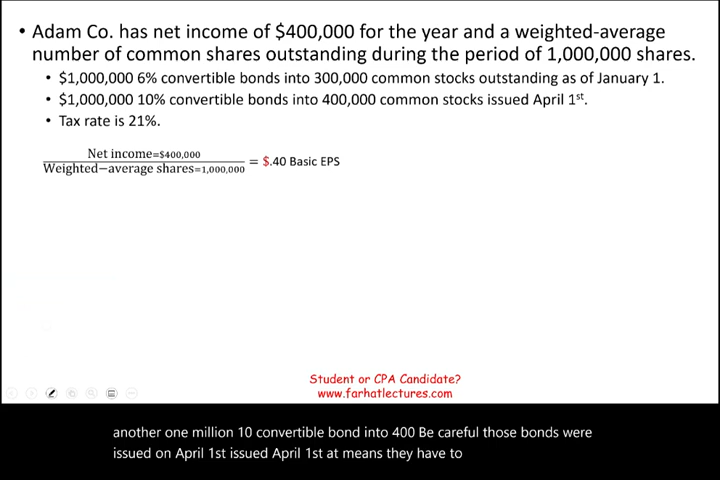 • Adam Co. has net income of $400,000 for the year and a weighted-average
number of common shares outstanding during the period of 1,000,000 shares.
• $1,000,000 6% convertible bonds into 300,000 common stocks outstanding as of January 1.
• $1,000,000 10% convertible bonds into 400,000 common stocks issued April 1st.
• Tax rate is 21%.
Net income=$400,000
Weighted−average shares=1,000,000 = $.40 Basic EPS
Student or CPA Candidate?
www.farhatlectures.com
another one million 10 convertible bond into 400 Be careful those bonds were
issued on April 1st issued April 1st at means they have to